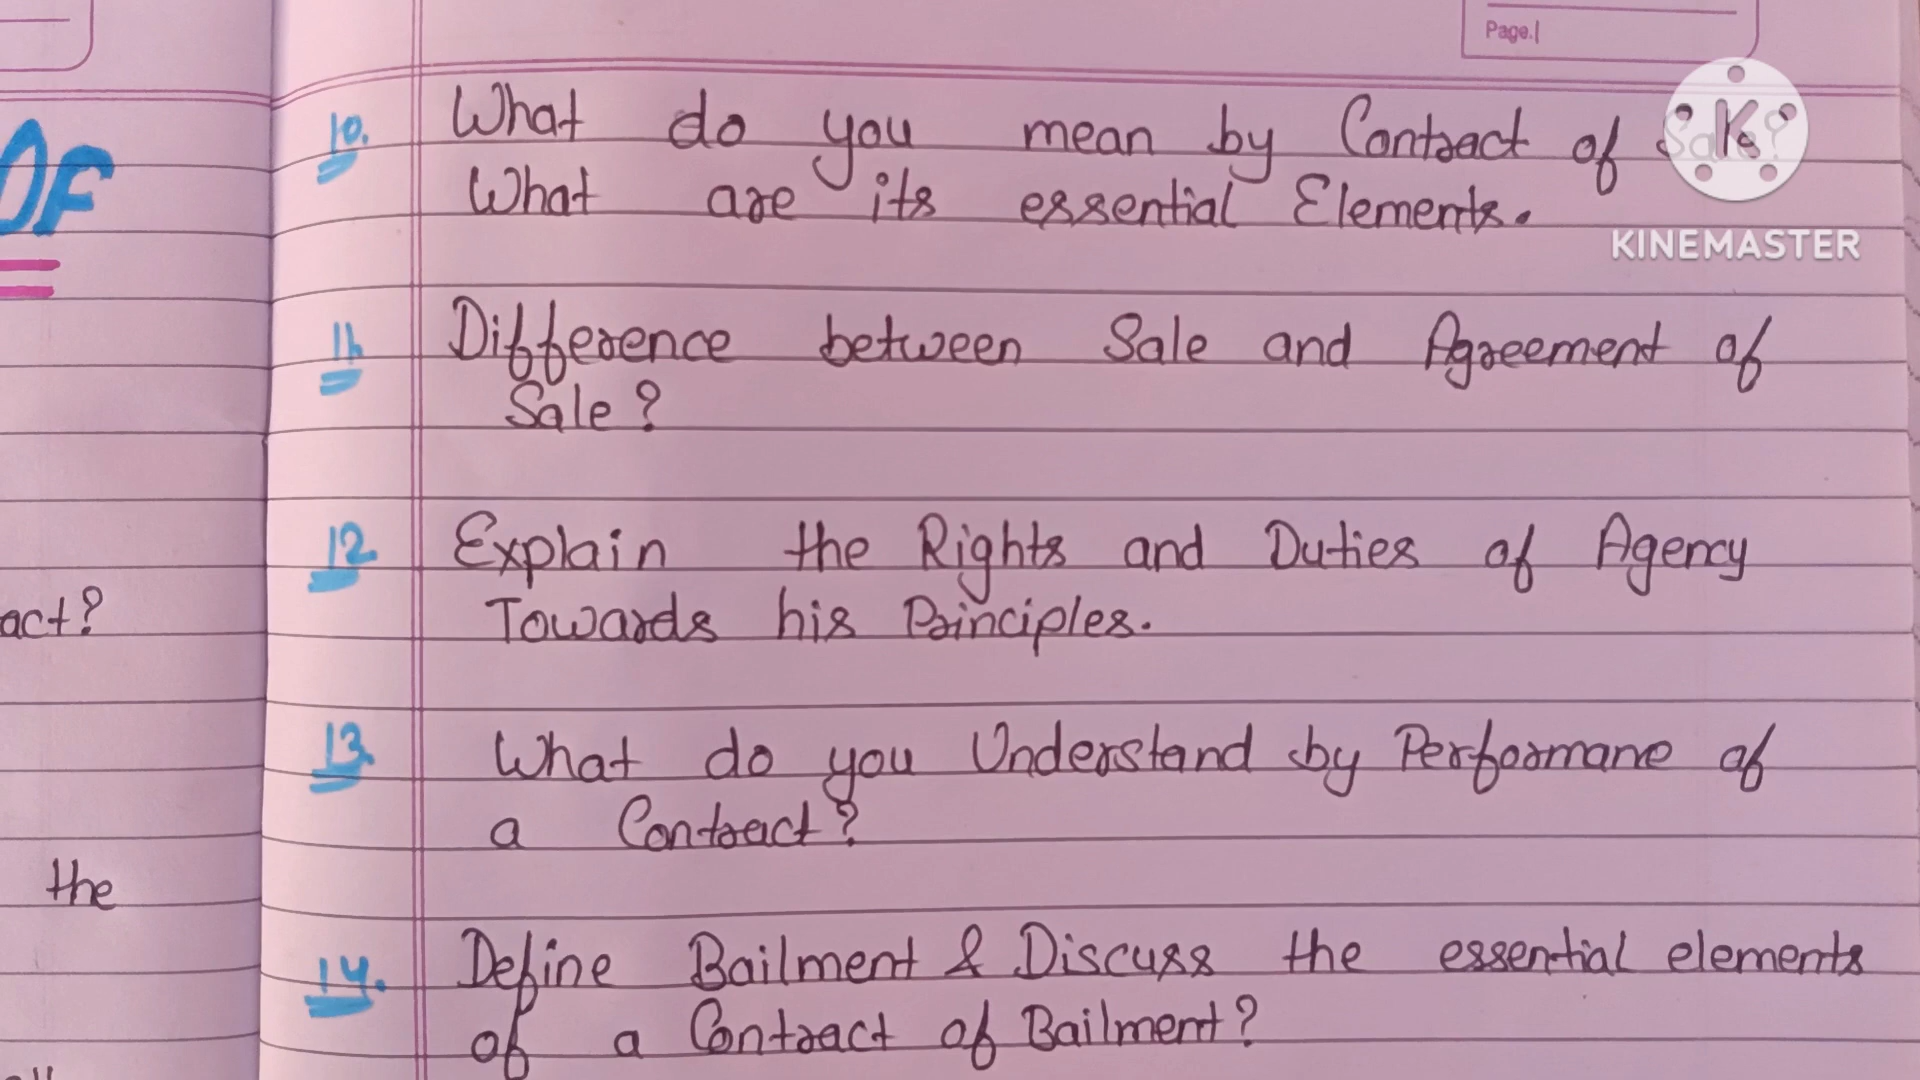 Page.
10. What do you mean by Contract of Sale?
What are its essential Elements.
KINEMASTER
11. Difference between Sale and Agreement of
Sale?
12. Explain the Rights and Duties of Agency
Towards his Principles.
act?
13. What do you Understand by Performane of
a Contract?
the
14. Define Bailment & Discuss the essential elements
of a Contract of Bailment?
OF